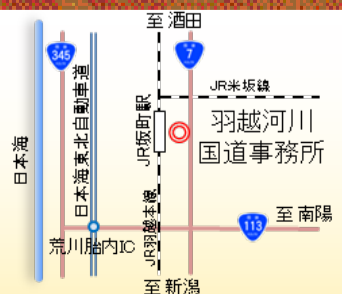 至 酒田
345
7
JR米坂線
日本海
日本海東北自動車道
JR坂町駅
羽越河川
国道事務所
JR羽越本線
至 南陽
113
荒川胎内IC
至 新潟